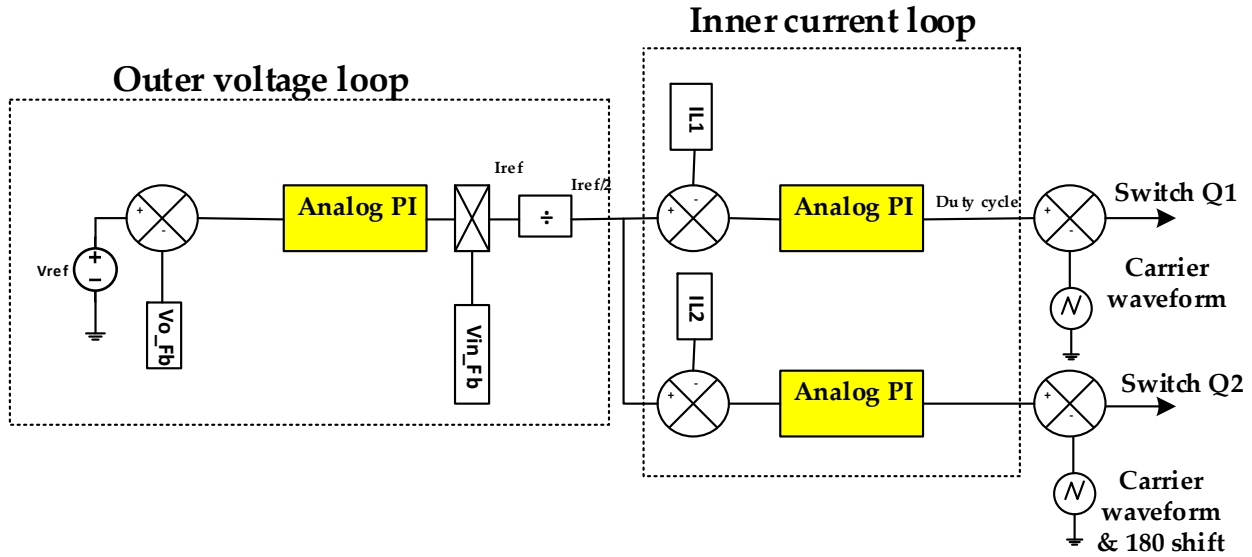 Inner current loop
Outer voltage loop
IL1
Iref
Iref/2
Analog PI
÷
Analog PI
Duty cycle
Switch Q1
+
-
+
-
+
-
Vref
+
−
Vo_Fb
Vin_Fb
Carrier
waveform
IL2
Analog PI
Switch Q2
+
-
+
-
Carrier
waveform
& 180 shift